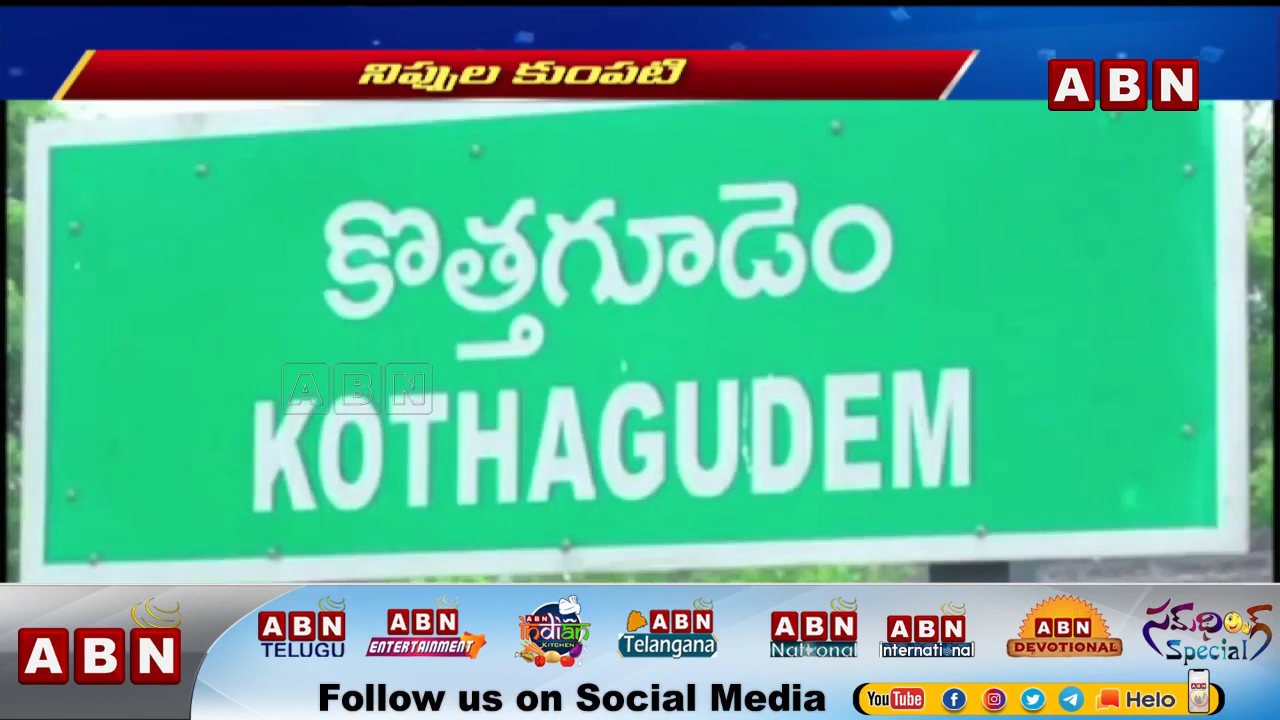 నిప్పుల కుంపటి
ABN
కొత్తగూడెం
ABN
KOTHAGUDEM
ABN
ABN TELUGU
ABN ENTERTAINMENT
ABN Indian KITCHEN
ABN Telangana
ABN National
ABN International
ABN DEVOTIONAL
సమ్‌థింగ్ Special
Follow us on Social Media
YouTube
Helo